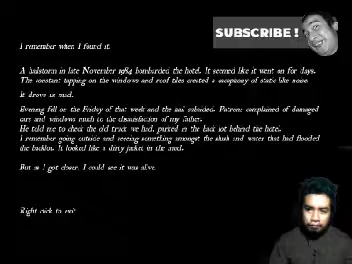 SUBSCRIBE !
I remember when I found it.
A hailstorm in late November 1984 bombarded the hotel. It seemed like it went on for days.
The constant tapping on the windows and roof tiles created a cacophony of static like noise.
It drove us mad.
Evening fell on the Friday of that week and the hail subsided. Patrons complained of damaged
cars and windows much to the dissatisfaction of my father.
He told me to check the old truck we had, parked in the back lot behind the hotel.
I remember going outside and seeing something amongst the slush and water that had flooded
the backlot. It looked like a dirty jacket in the mud.
But as I got closer, I could see it was alive.
Right click to exit